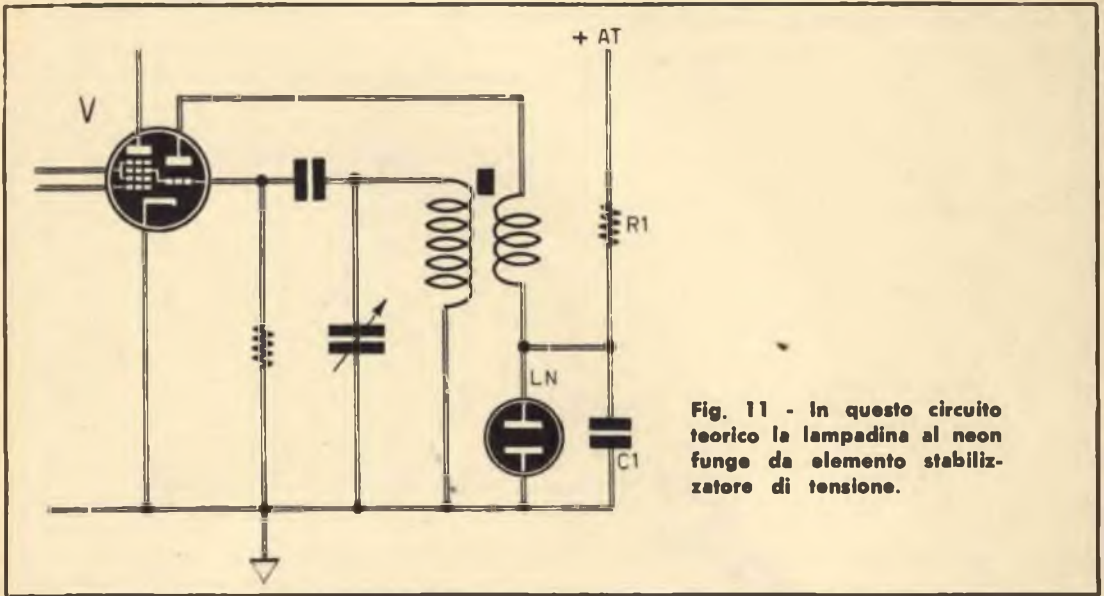 + AT
V
R1
LN
C1
Fig. 11 - In questo circuito
teorico la lampadina al neon
funge da elemento stabiliz-
zatore di tensione.